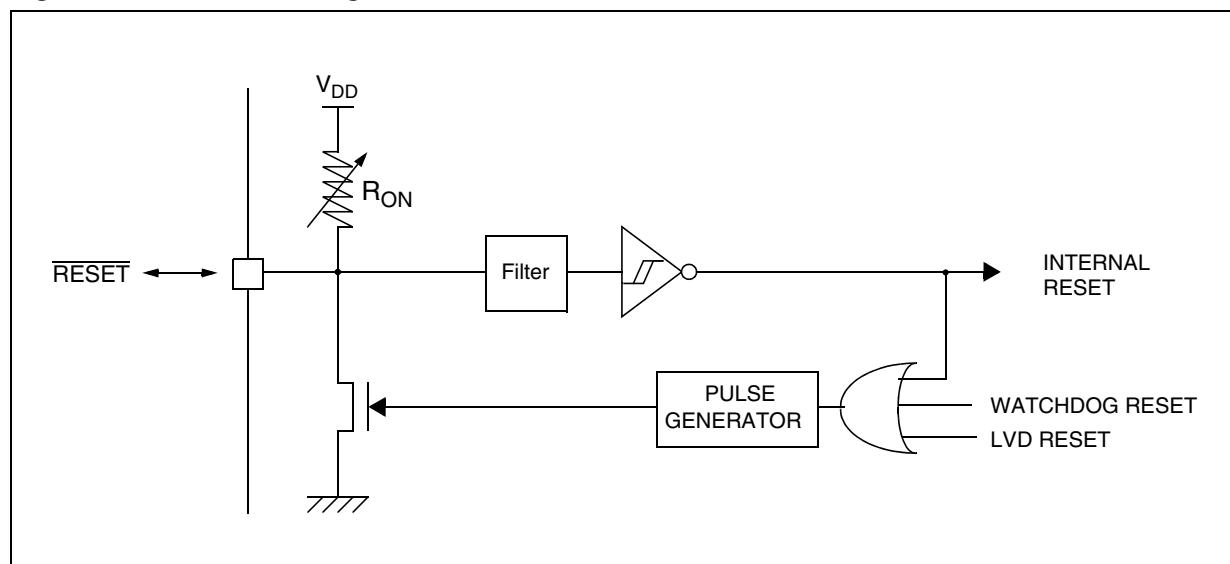 VDD
RON
RESET
Filter
INTERNAL
RESET
PULSE
GENERATOR
WATCHDOG RESET
LVD RESET